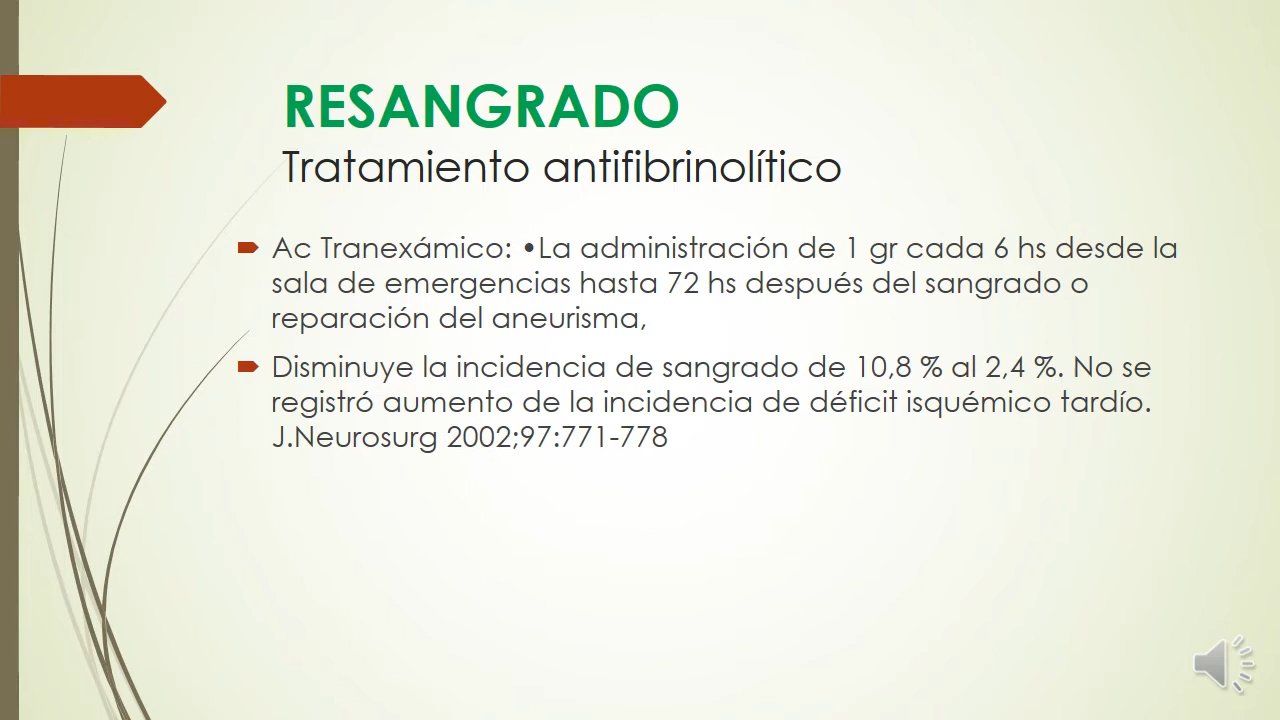 RESANGRADO
Tratamiento antifibrinolítico
Ac Tranexámico: •La administración de 1 gr cada 6 hs desde la
sala de emergencias hasta 72 hs después del sangrado o
reparación del aneurisma,
Disminuye la incidencia de sangrado de 10,8 % al 2,4 %. No se
registró aumento de la incidencia de déficit isquémico tardío.
J.Neurosurg 2002;97:771-778